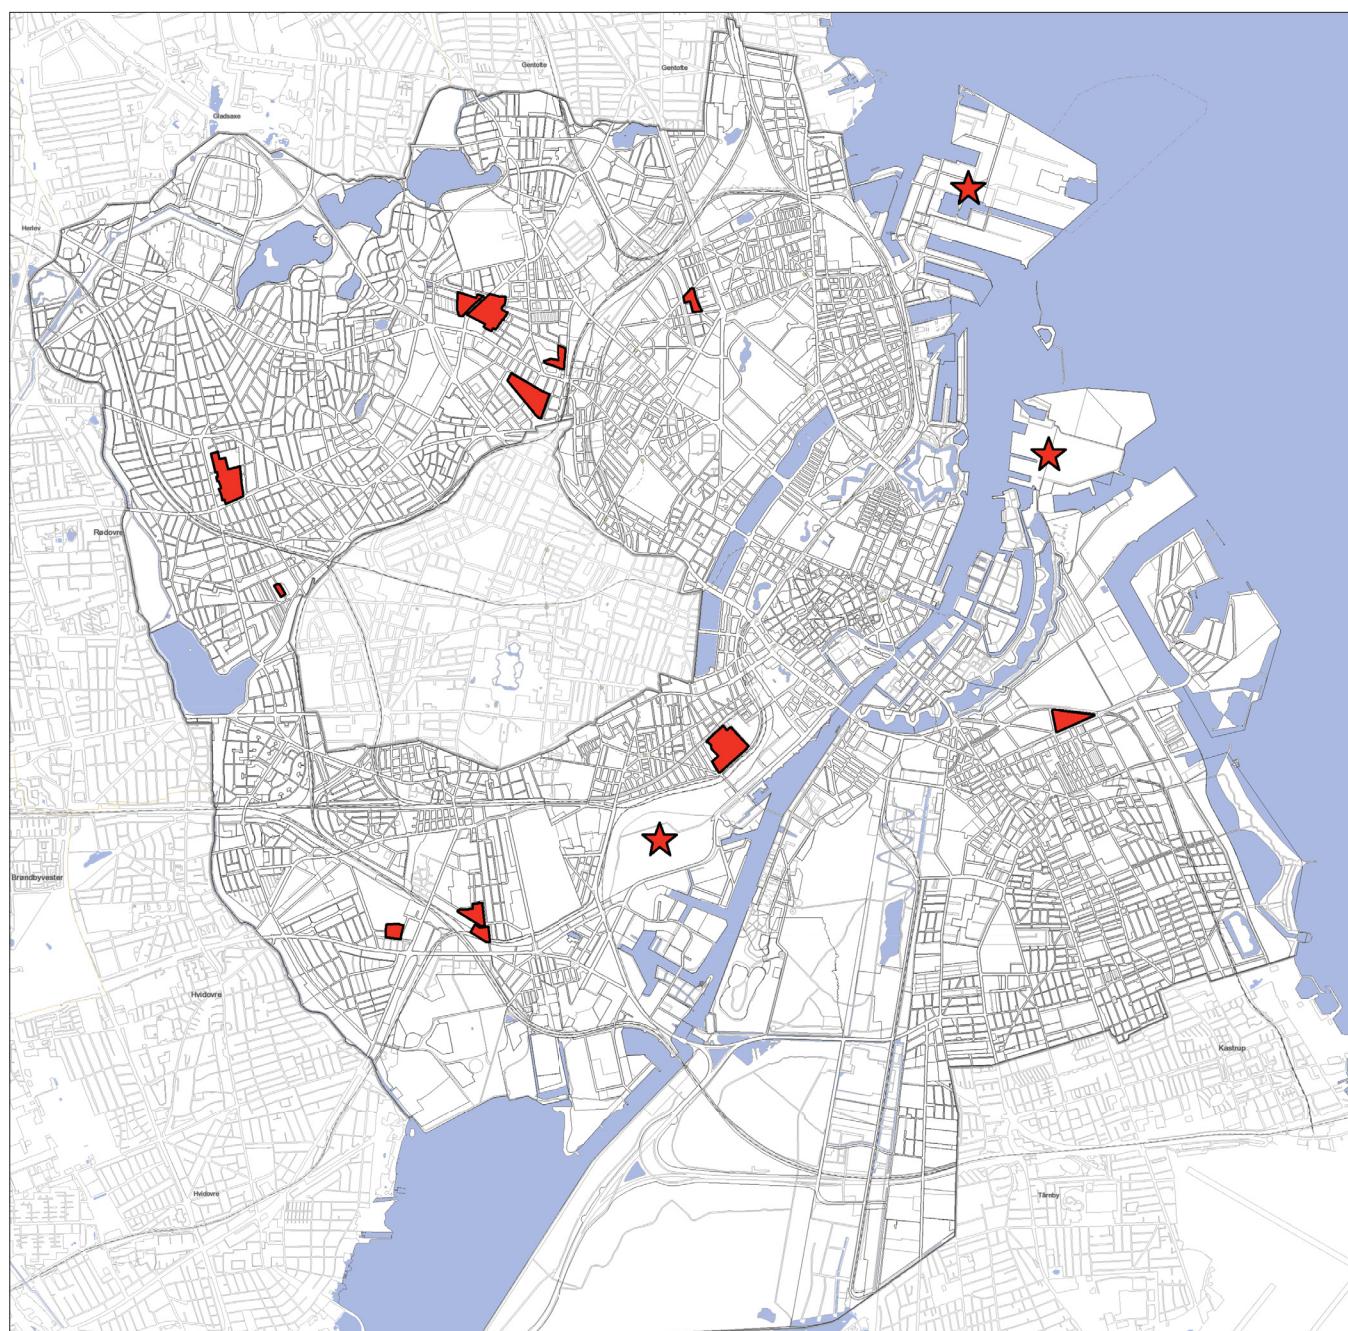 Gentofte
Gentofte
Gladsaxe
Herlev
Rødovre
Brøndbyvester
Hvidovre
Kastrup
Hvidovre
Tårnby